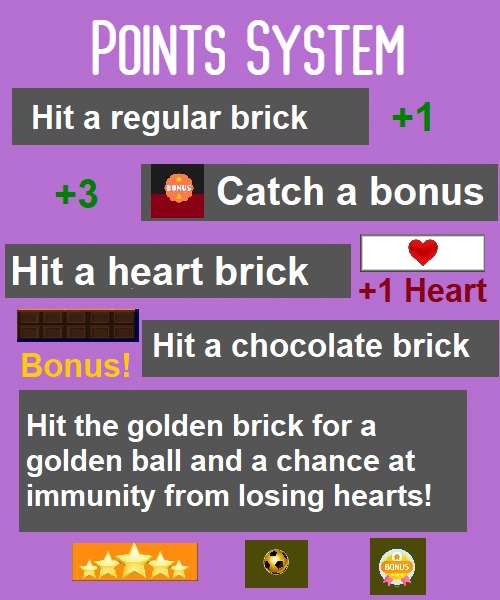 POINTS SYSTEM
Hit a regular brick +1
+3 BONUS Catch a bonus
Hit a heart brick
+1 Heart
Hit a chocolate brick
Bonus!
Hit the golden brick for a
golden ball and a chance at
immunity from losing hearts!
BONUS